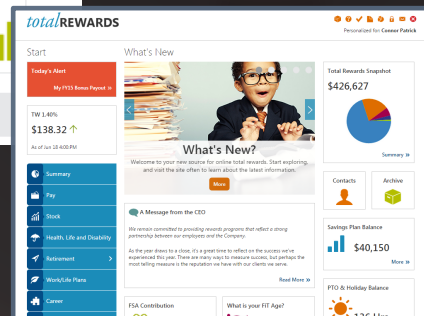 totalREWARDS
Personalized for: Connor Patrick
Start
What's New
Today's Alert
My FY15 Bonus Payout »
TW 1.40%
$138.32
As of Jun 18 4:00PM
Summary
Pay
Stock
Health, Life and Disability
Retirement
Work/Life Plans
Career
What's New?
Welcome to your new source for online total rewards. Start exploring
and visit the site often to learn about the latest information.
More
A Message from the CEO
We remain committed to providing rewards programs that reflect a strong
partnership between our employees and the Company.
As the year draws to a close, it's a great time to reflect on the success we've
experienced this year. There are many ways to measure success, but perhaps the
most telling measure is the reputation we have with our clients we serve.
Read More »
FSA Contribution
What is your FiT Age?
Total Rewards Snapshot
$426,627
Summary »
Contacts
Archive
Savings Plan Balance
$40,150
More »
PTO & Holiday Balance